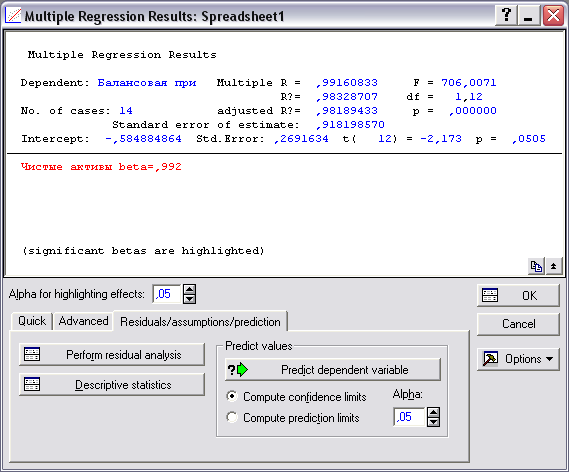 Multiple Regression Results: Spreadsheet1
Multiple Regression Results
Dependent: Балансовая при Multiple R = ,99160833 F = 706,0071
R?= ,98328707 df = 1,12
No. of cases: 14 adjusted R?= ,98189433 p = ,000000
Standard error of estimate: ,918198570
Intercept: -,584884864 Std.Error: ,2691634 t( 12) = -2,173 p = ,0505
Чистые активы beta=,992
(significant betas are highlighted)
Alpha for highlighting effects: ,05
OK
Quick Advanced Residuals/assumptions/prediction
Cancel
Perform residual analysis
Descriptive statistics
Predict values
? Predict dependent variable
Compute confidence limits
Compute prediction limits
Alpha:
,05
Options